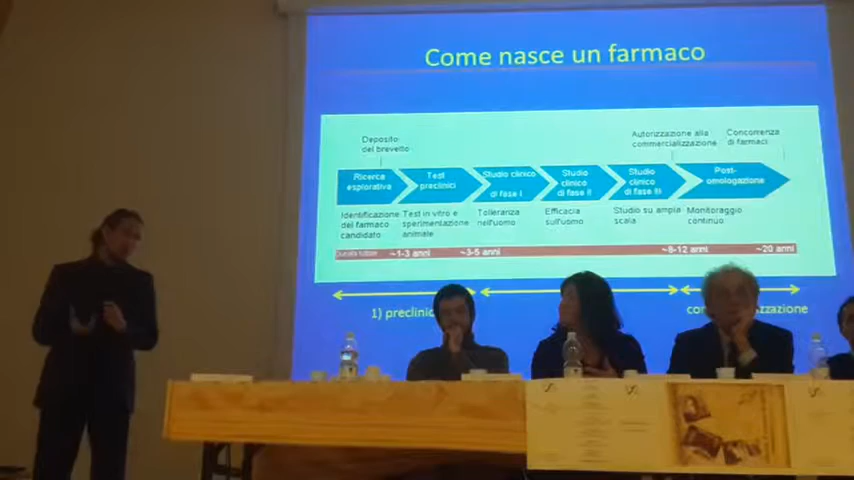 Come nasce un farmaco
Deposito
del brevetto
Autorizzazione alla
commercializzazione
Concorrenza
di farmaci
Ricerca
esplorativa
Test
preclinici
Studio clinico
di fase I
Studio
clinico
di fase II
Studio
clinico
di fase III
Post-
omologazione
Identificazione
del farmaco
candidato
Test in vitro e
sperimentazione
animale
Tolleranza
nell'uomo
Efficacia
sull'uomo
Studio su ampia
scala
Monitoraggio
continuo
~1-3 anni
~3-5 anni
~8-12 anni
~20 anni
1) preclinic